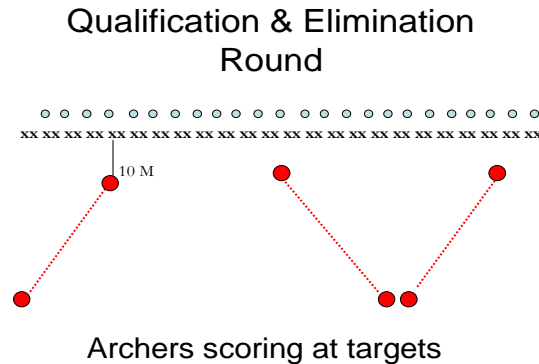 Qualification & Elimination
Round
xx xx xx xx xx xx xx xx xx xx xx xx xx xx xx xx xx xx xx xx xx xx xx xx
10 M
Archers scoring at targets